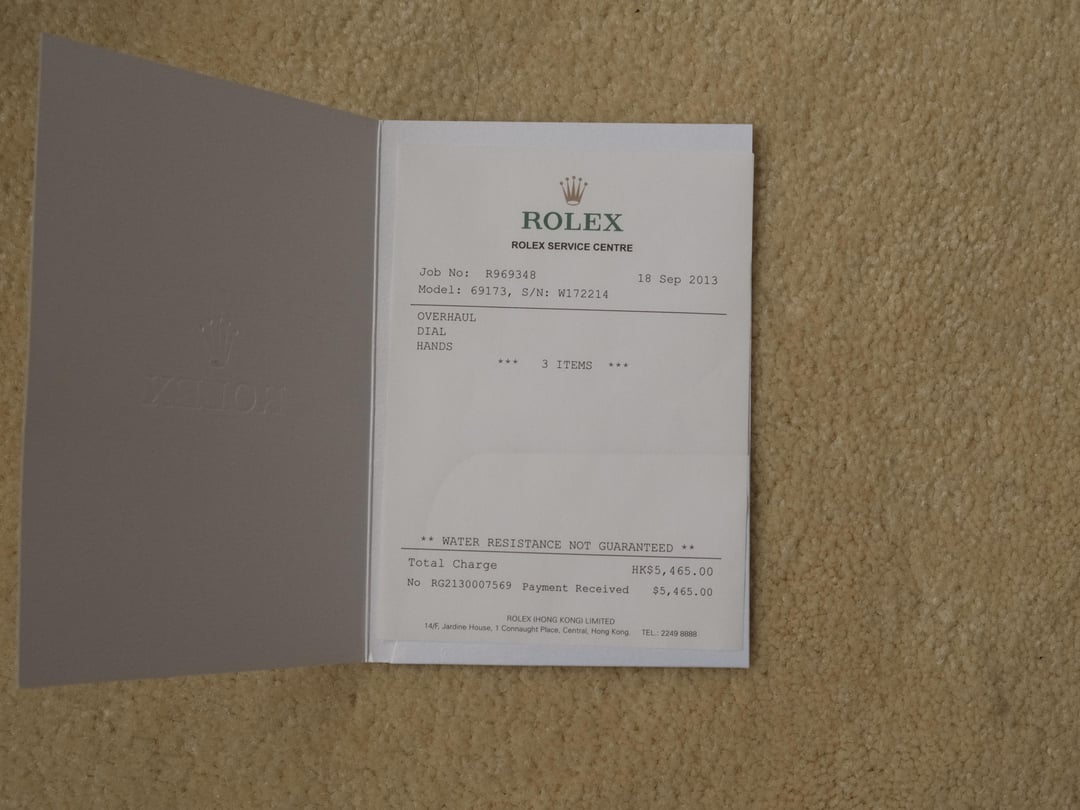 ROLEX
ROLEX
ROLEX SERVICE CENTRE
Job No: R969348 18 Sep 2013
Model: 69173, S/N: W172214
OVERHAUL
DIAL
HANDS
*** 3 ITEMS ***
** WATER RESISTANCE NOT GUARANTEED **
Total Charge HK$5,465.00
No RG2130007569 Payment Received $5,465.00
ROLEX (HONG KONG) LIMITED
14/F, Jardine House, 1 Connaught Place, Central, Hong Kong. TEL.: 2249 8888